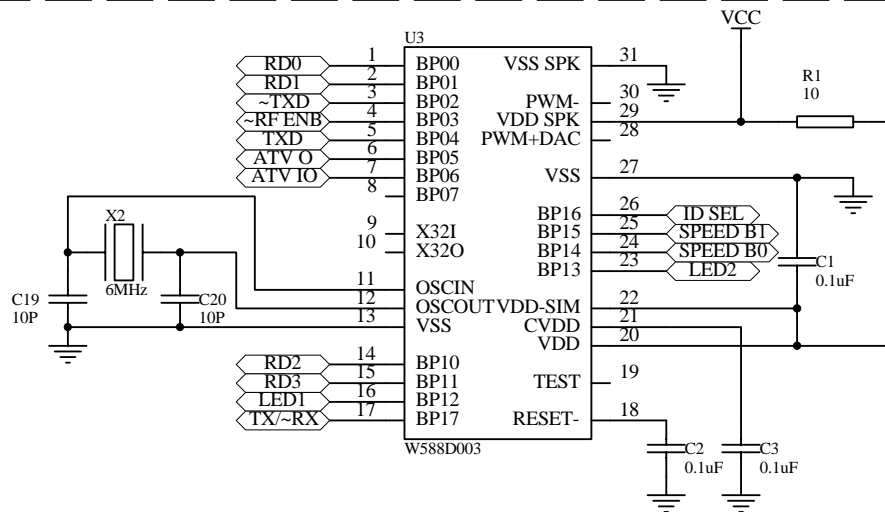 VCC
U3
R1
10
RD0 1 BP00 VSS SPK 31
RD1 2 BP01
~TXD 3 BP02 PWM- 30
~RF ENB 4 BP03 VDD SPK 29
TXD 5 BP04 PWM+DAC 28
ATV O 6 BP05
ATV IO 7 BP06 VSS 27
8 BP07
BP16 26 ID SEL
X2
9 X32I BP15 25 SPEED B1
10 X32O BP14 24 SPEED B0
BP13 23 LED2
C1
0.1uF
6MHz
11 OSCIN
C19
10P
C20
10P
12 OSCOUT VDD-SIM 22
13 VSS CVDD 21
VDD 20
RD2 14 BP10
RD3 15 BP11 TEST 19
LED1 16 BP12
TX/~RX 17 BP17 RESET- 18
W588D003
C2
0.1uF
C3
0.1uF